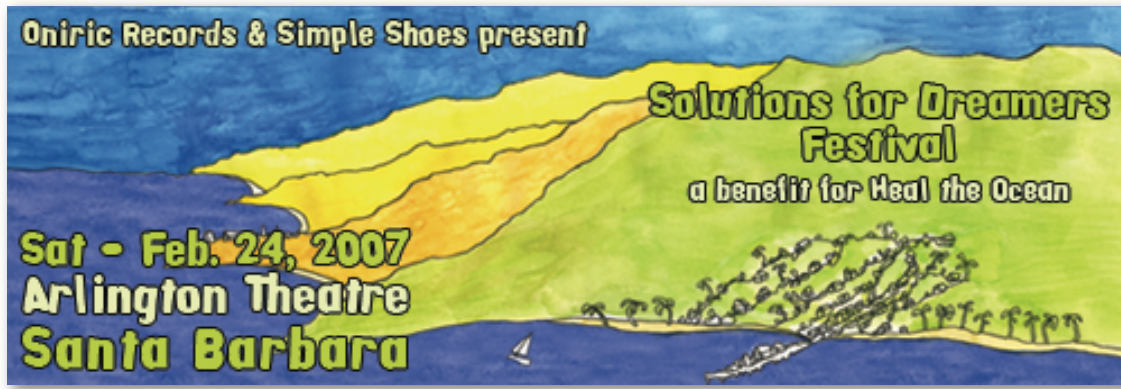 Oniric Records & Simple Shoes present
Solutions for Dreamers
Festival
a benefit for Heal the Ocean
Sat - Feb. 24, 2007
Arlington Theatre
Santa Barbara